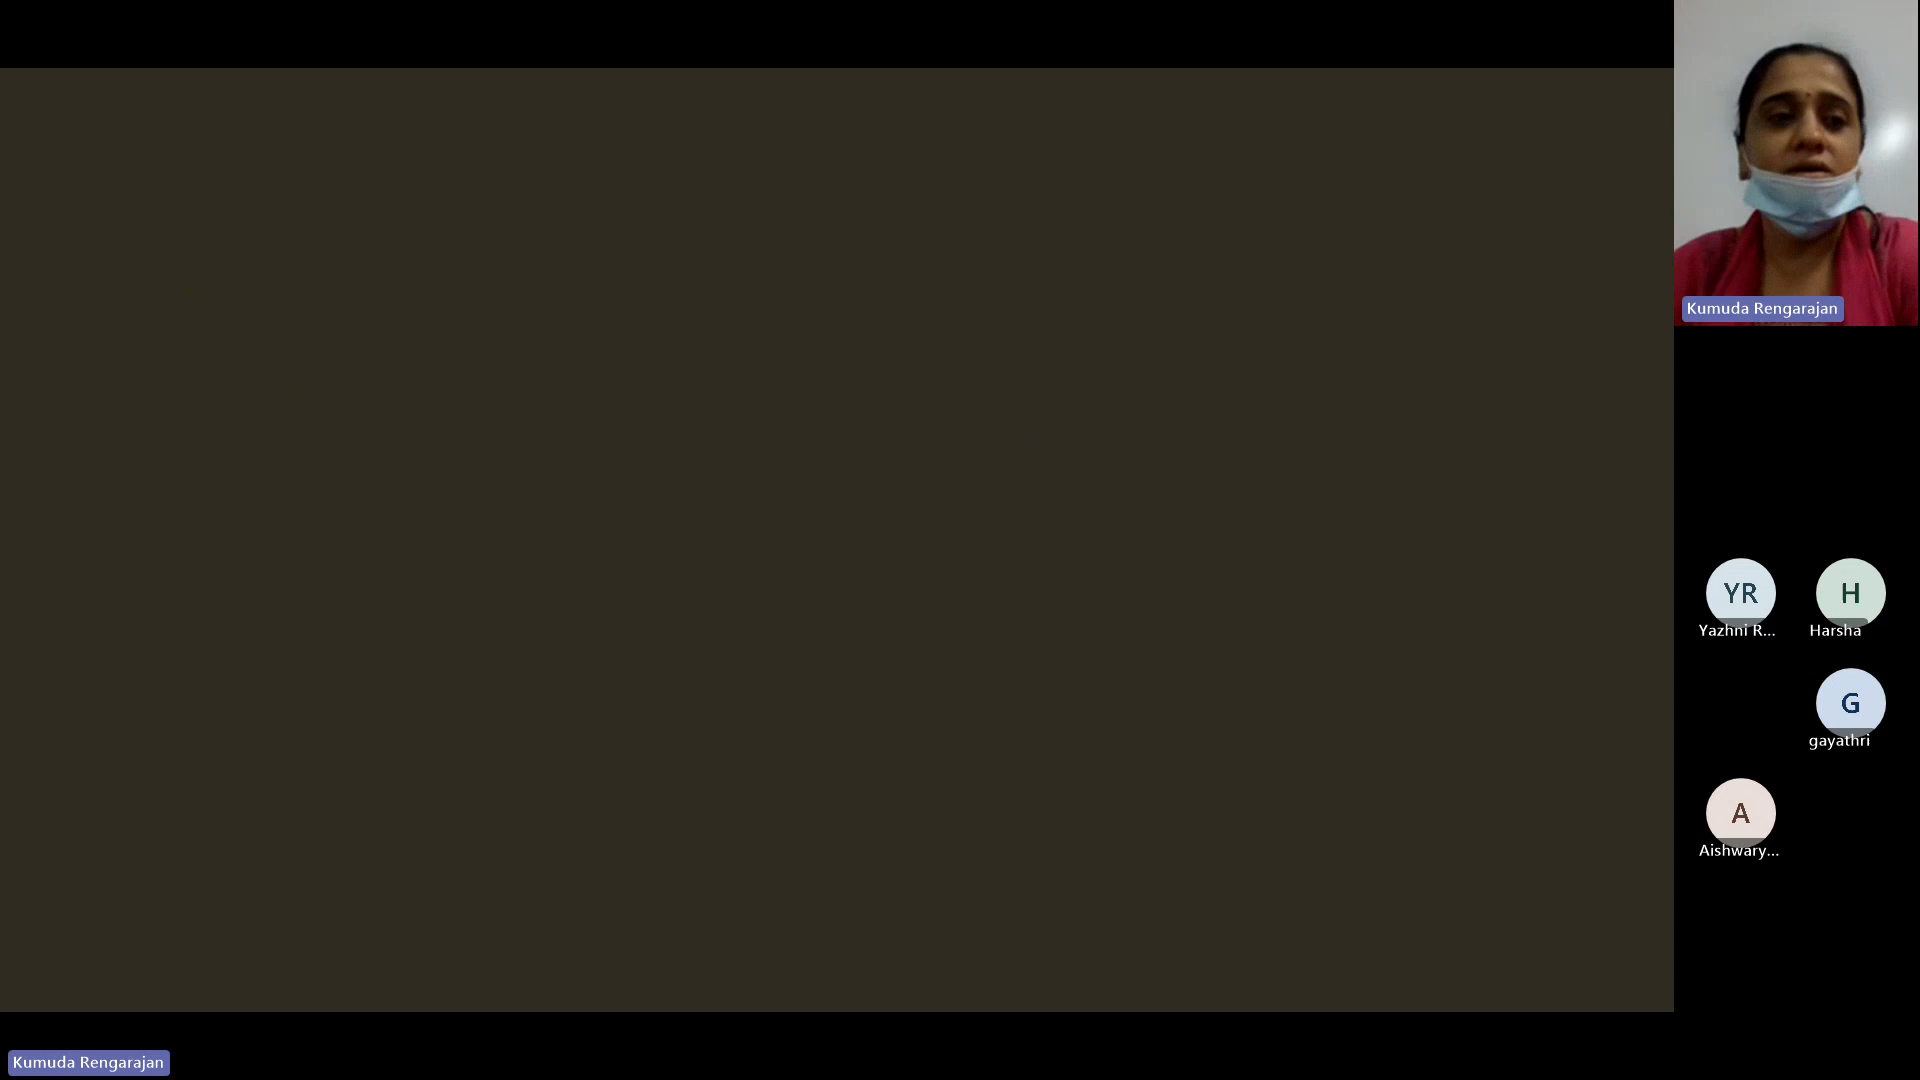 Kumuda Rengarajan
YR
H
Yazhni R...
Harsha
G
gayathri
A
Aishwary...
Kumuda Rengarajan